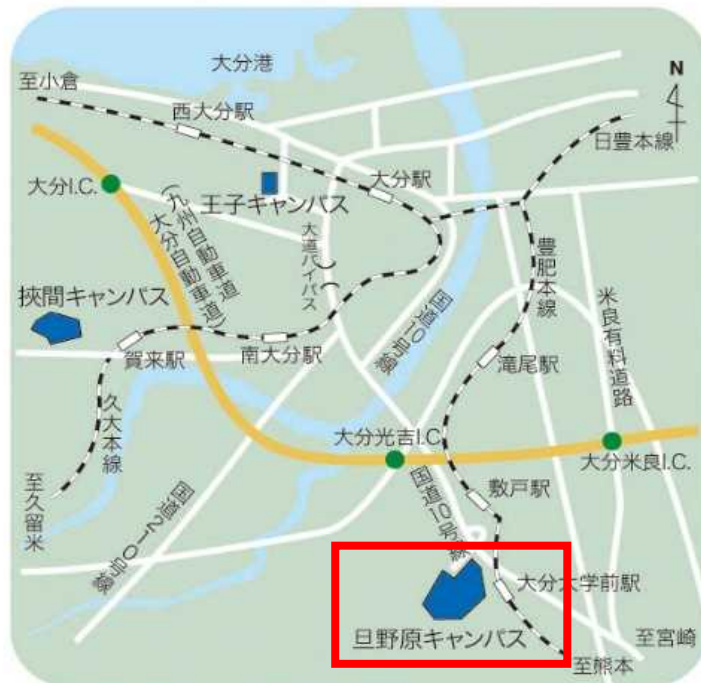 大分港
至小倉
N
西大分駅
日豊本線
大分I.C.
大分駅
王子キャンパス
(九州自動車道
大分自動車道)
大道バイパス
豊肥本線
挾間キャンパス
国道10号線
米良有料道路
賀来駅
南大分駅
滝尾駅
久大本線
大分光吉I.C.
大分米良I.C.
至久留米
国道210号線
国道10号線
敷戸駅
大分大学前駅
旦野原キャンパス
至宮崎
至熊本